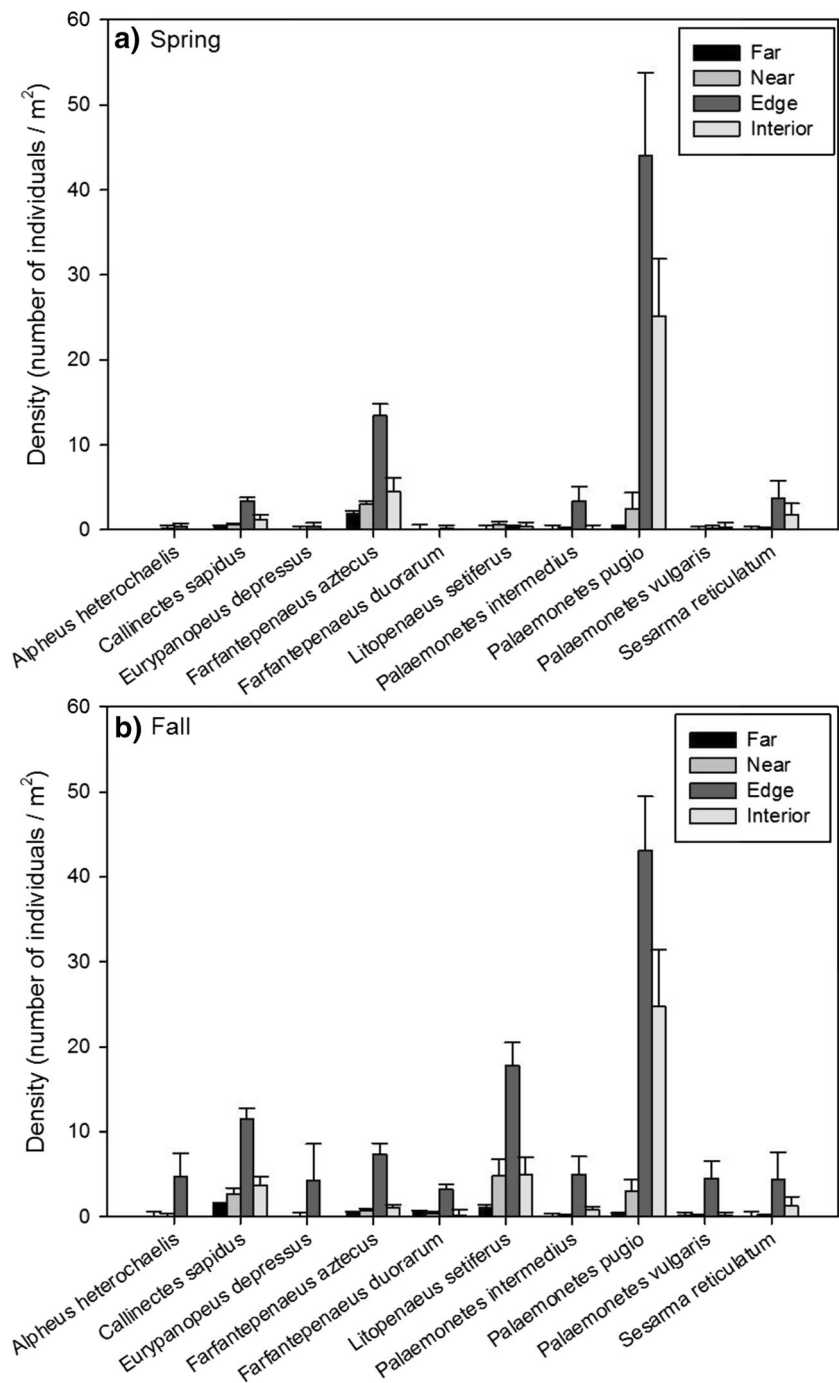 a) Spring
Far
Near
Edge
Interior
60
50
40
30
20
10
0
Density (number of individuals / m²)
Alpheus heterochaelis
Callinectes sapidus
Eurypanopeus depressus
Farfantepenaeus aztecus
Farfantepenaeus duorarum
Litopenaeus setiferus
Palaemonetes intermedius
Palaemonetes pugio
Palaemonetes vulgaris
Sesarma reticulatum
b) Fall
Far
Near
Edge
Interior
60
50
40
30
20
10
0
Density (number of individuals / m²)
Alpheus heterochaelis
Callinectes sapidus
Eurypanopeus depressus
Farfantepenaeus aztecus
Farfantepenaeus duorarum
Litopenaeus setiferus
Palaemonetes intermedius
Palaemonetes pugio
Palaemonetes vulgaris
Sesarma reticulatum